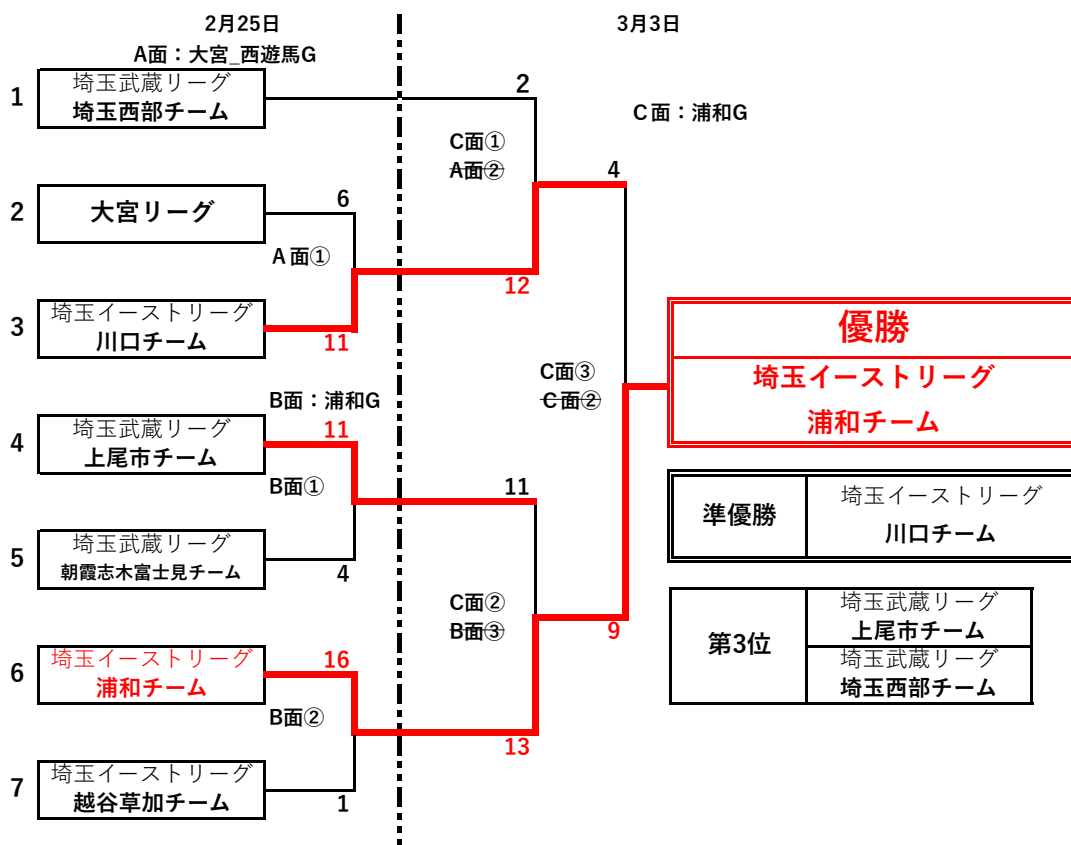 2月25日
3月3日
A面：大宮_西遊馬G
1
埼玉武蔵リーグ
埼玉西部チーム
2
C面：浦和G
C面①
A面②
4
2
大宮リーグ
6
A面①
12
3
埼玉イーストリーグ
川口チーム
11
優勝
埼玉イーストリーグ
浦和チーム
C面③
C面②
B面：浦和G
4
埼玉武蔵リーグ
上尾市チーム
11
B面①
11
準優勝
埼玉イーストリーグ
川口チーム
5
埼玉武蔵リーグ
朝霞志木富士見チーム
4
C面②
B面③
9
第3位
埼玉武蔵リーグ
上尾市チーム
埼玉武蔵リーグ
埼玉西部チーム
6
埼玉イーストリーグ
浦和チーム
16
B面②
13
7
埼玉イーストリーグ
越谷草加チーム
1